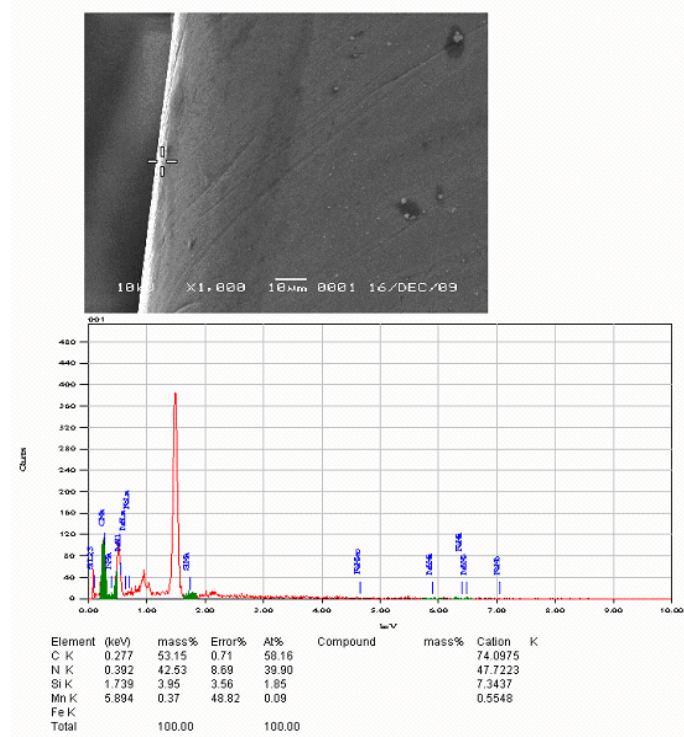 10kU X1,000 10µm 0001 16/DEC/09
001
480
440
400
360
320
280
240
200
160
120
80
40
0
Counts
0.00 1.00 2.00 3.00 4.00 5.00 6.00 7.00 8.00 9.00 10.00
keV
Element (keV) mass% Error% At% Compound mass% Cation K
C K 0.277 53.15 0.71 58.16 74.0975
N K 0.392 42.53 8.69 39.90 47.7223
Si K 1.739 3.95 3.56 1.85 7.3437
Mn K 5.894 0.37 48.82 0.09 0.5548
Fe K
Total 100.00 100.00